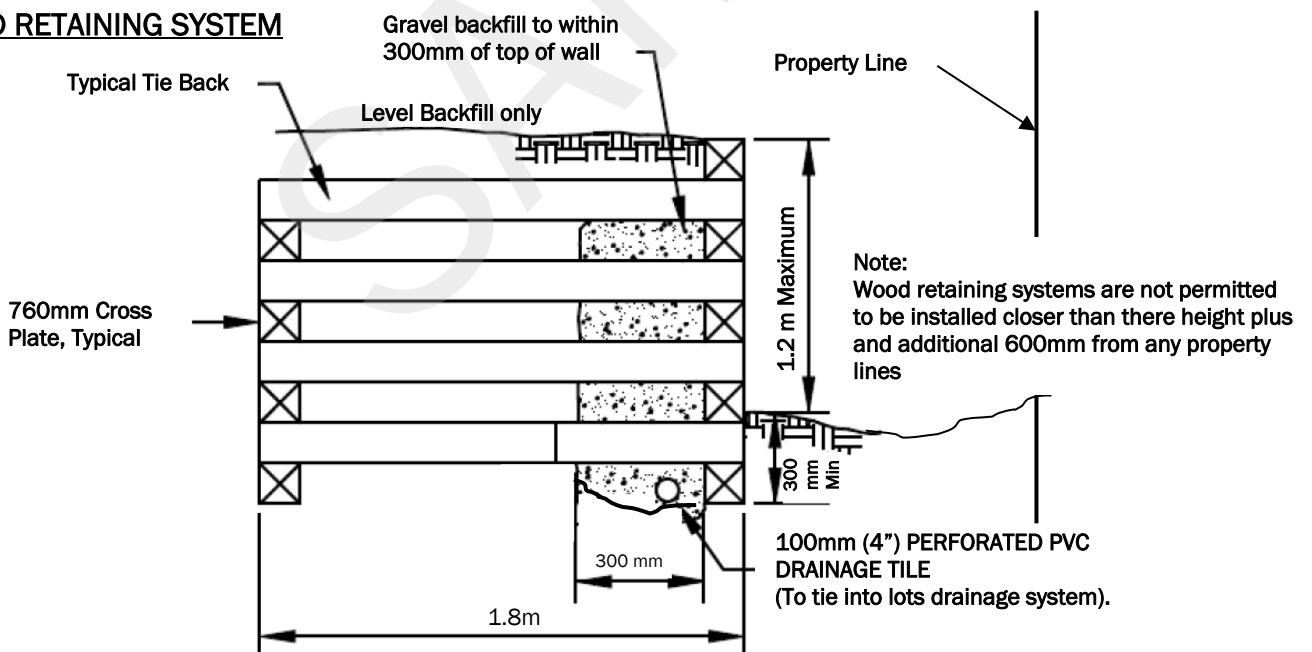 D RETAINING SYSTEM
Gravel backfill to within
300mm of top of wall
Typical Tie Back
Property Line
Level Backfill only
1.2 m Maximum
Note:
Wood retaining systems are not permitted
to be installed closer than there height plus
and additional 600mm from any property
lines
760mm Cross
Plate, Typical
300
mm
Min
100mm (4”) PERFORATED PVC
DRAINAGE TILE
(To tie into lots drainage system).
300 mm
1.8m